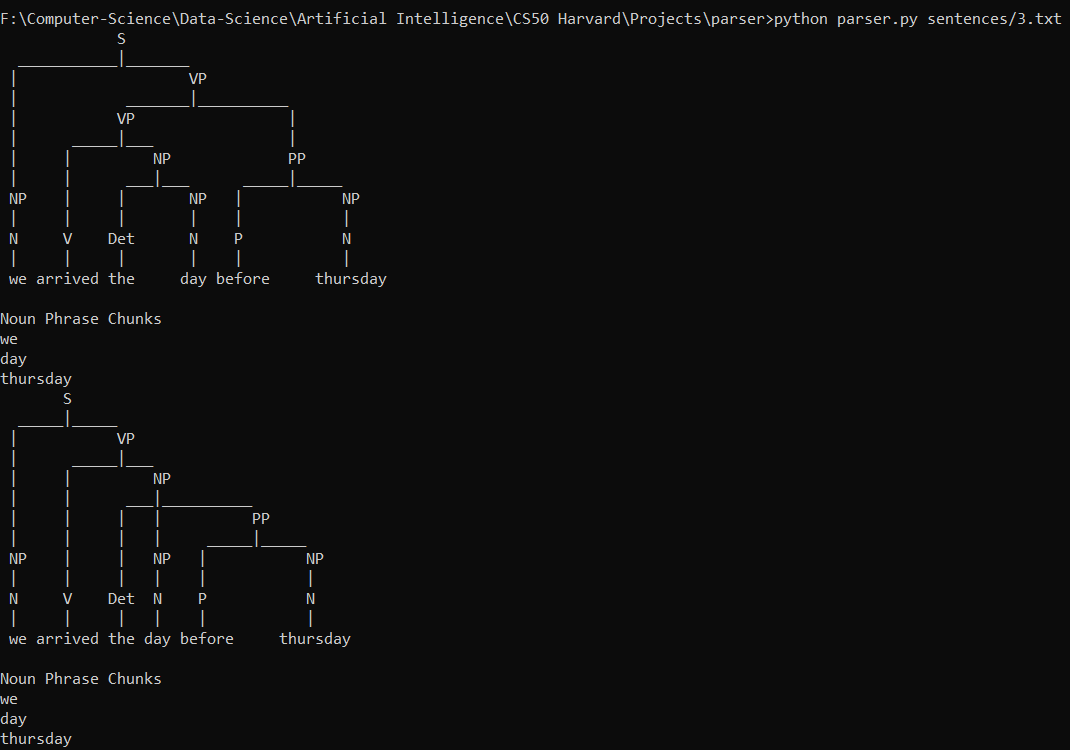 F:\Computer-Science\Data-Science\Artificial Intelligence\CS50 Harvard\Projects\parser>python parser.py sentences/3.txt
S
VP
VP
NP PP
NP NP NP
N V Det N P N
we arrived the day before thursday
Noun Phrase Chunks
we
day
thursday
S
VP
NP
PP
NP NP NP
N V Det N P N
we arrived the day before thursday
Noun Phrase Chunks
we
day
thursday